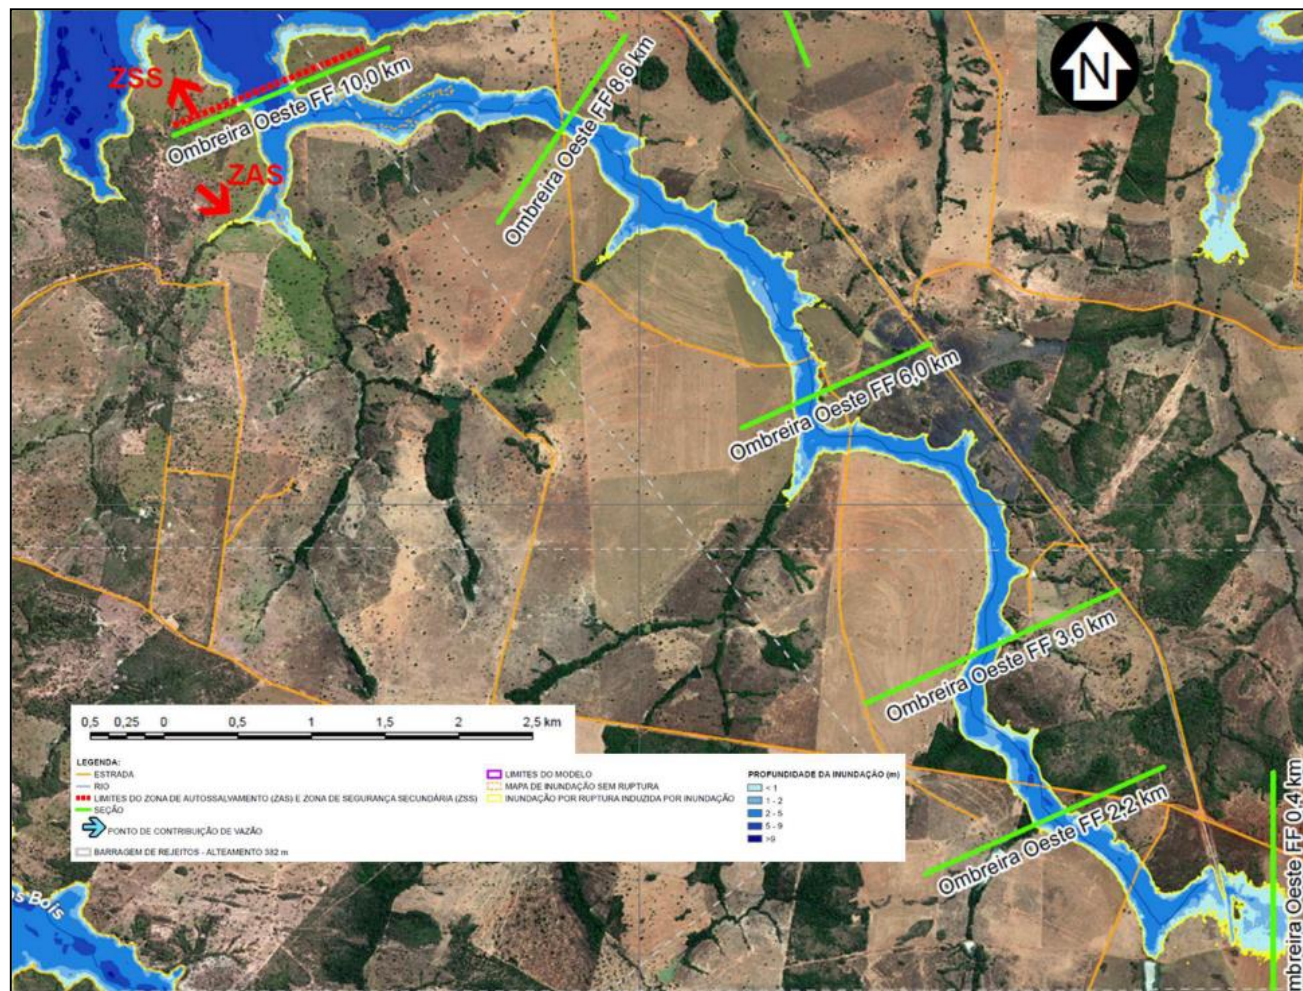 N
ZSS
Ombreira Oeste FF 10,0 km
ZAS
Ombreira Oeste FF 8,6 km
Ombreira Oeste FF 6,0 km
Ombreira Oeste FF 3,6 km
Ombreira Oeste FF 2,2 km
mbreira Oeste FF 0,4 km
0,5 0,25 0 0,5 1 1,5 2 2,5 km
LEGENDA:
ESTRADA
RIO
LIMITES DO ZONA DE AUTOSSALVAMENTO (ZAS) E ZONA DE SEGURANÇA SECUNDÁRIA (ZSS)
SEÇÃO
PONTO DE CONTRIBUIÇÃO DE VAZÃO
BARRAGEM DE REJEITOS - ALTEAMENTO 382 m
LIMITES DO MODELO
MAPA DE INUNDAÇÃO SEM RUPTURA
INUNDAÇÃO POR RUPTURA INDUZIDA POR INUNDAÇÃO
PROFUNDIDADE DA INUNDAÇÃO (m)
< 1
1 - 2
2 - 5
5 - 9
>9
os Bois